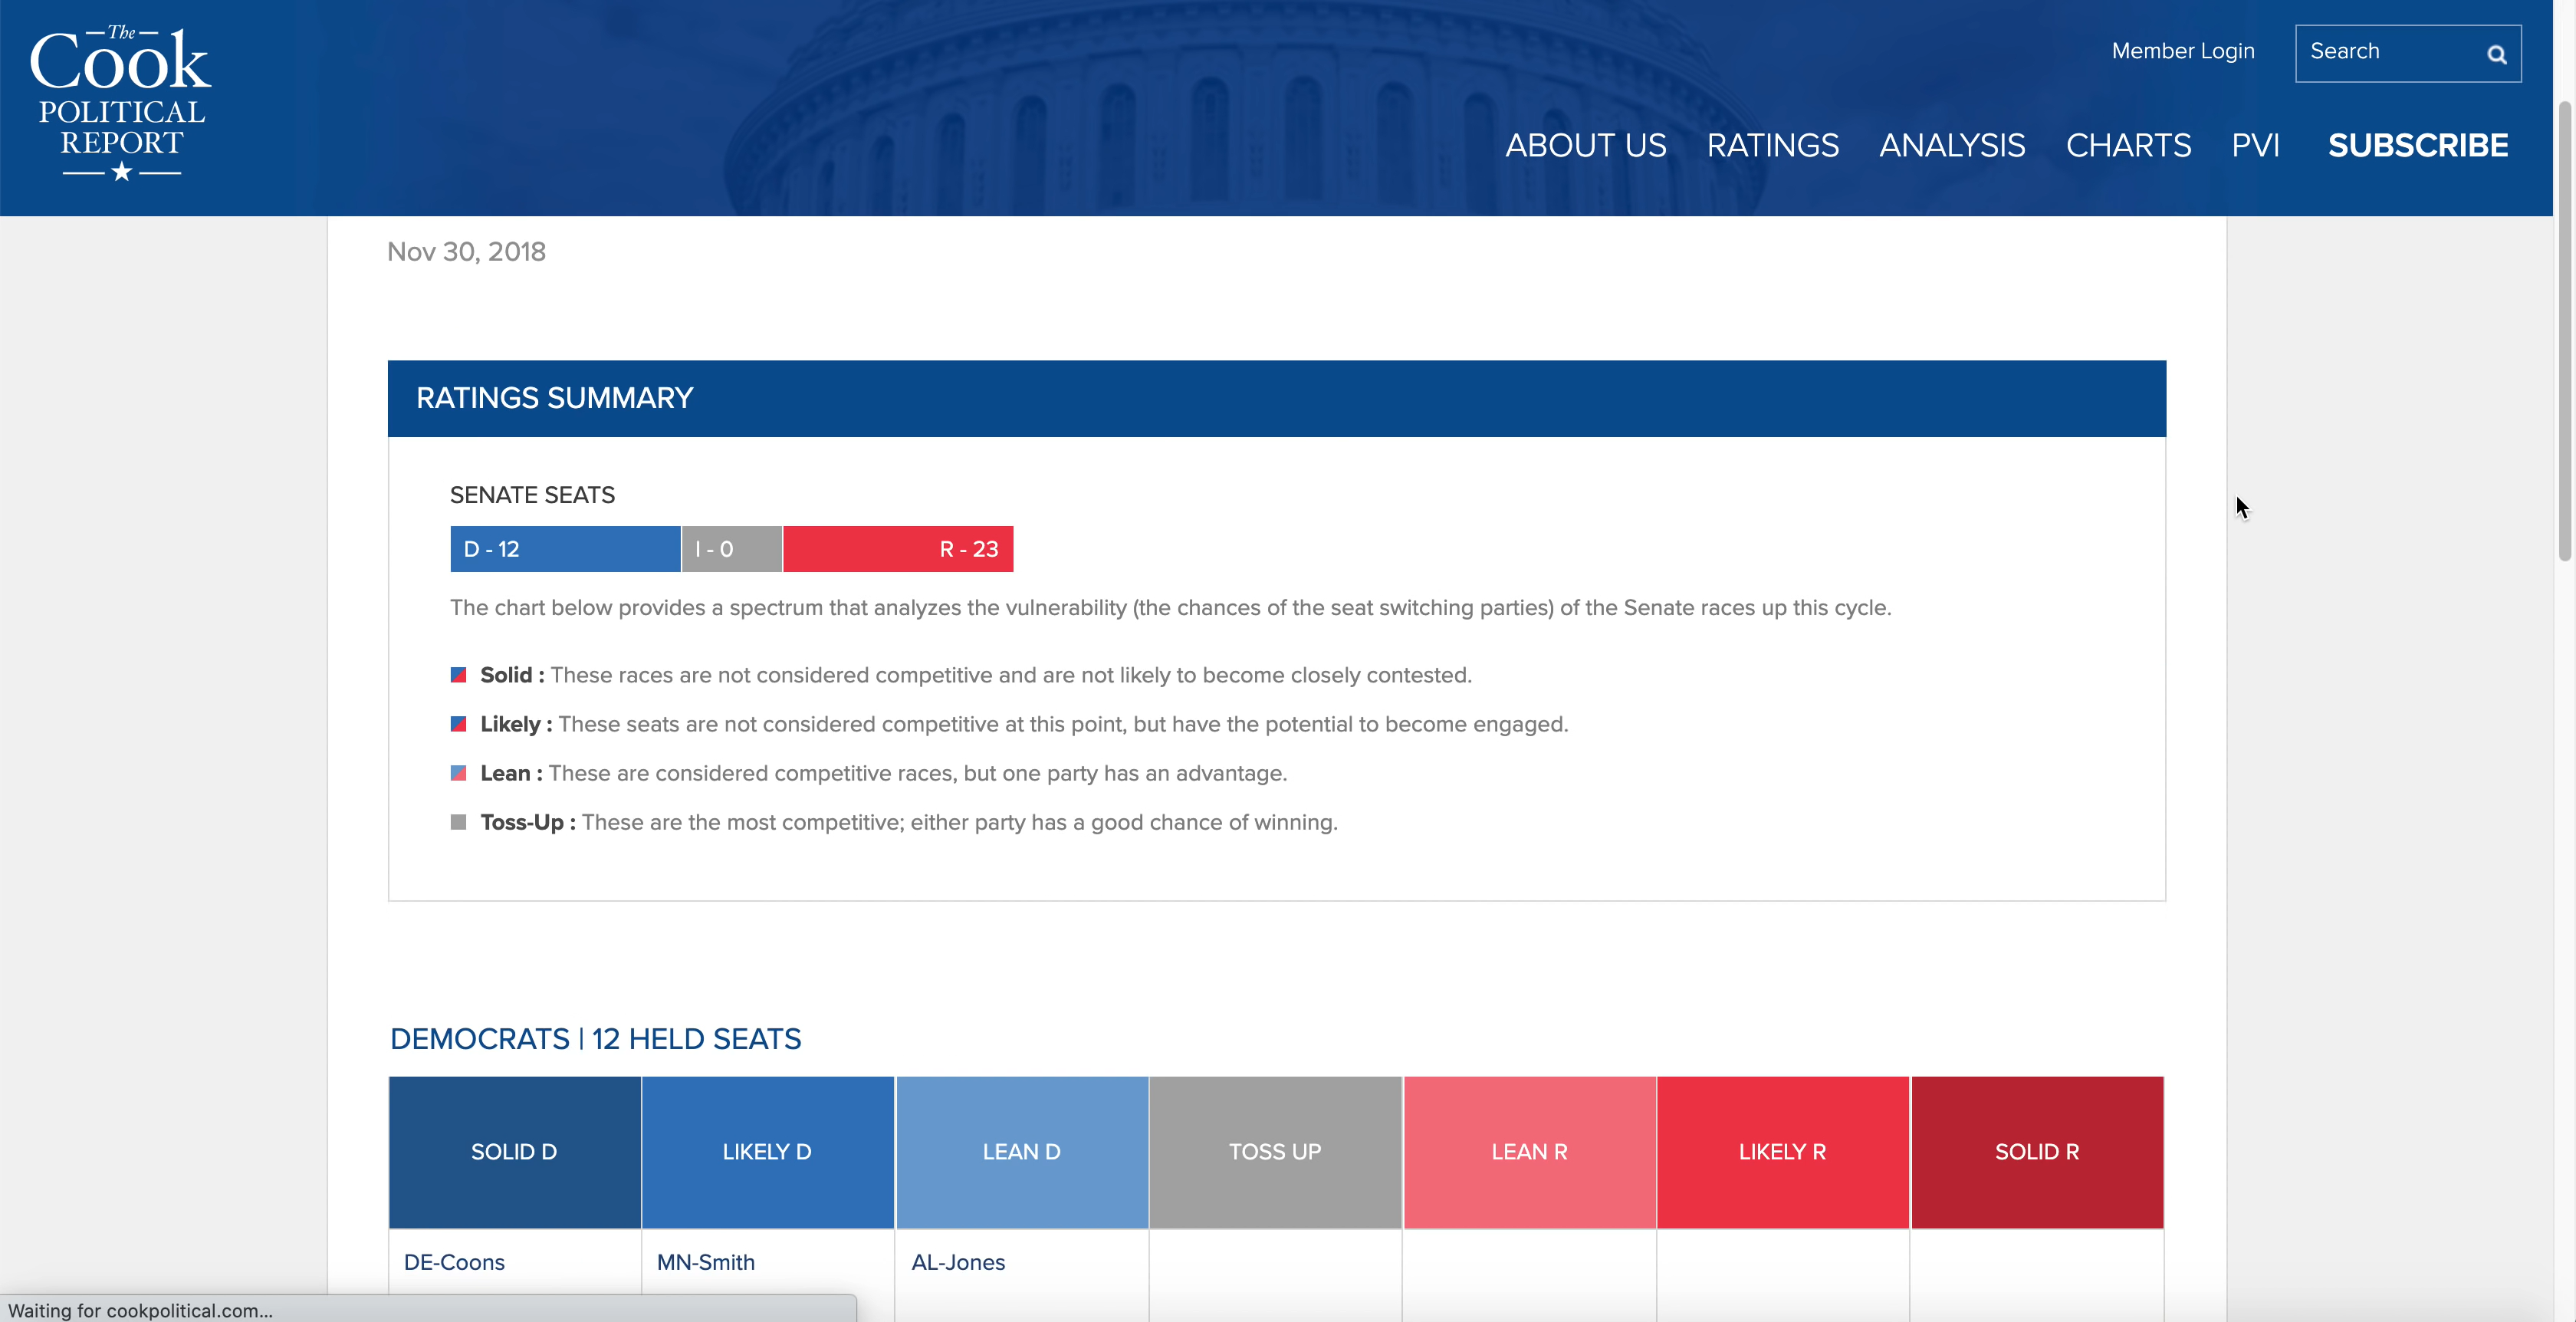 The
Cook
POLITICAL
REPORT
Member Login
Search
ABOUT US RATINGS ANALYSIS CHARTS PVI SUBSCRIBE
Nov 30, 2018
RATINGS SUMMARY
SENATE SEATS
D - 12 I - 0 R - 23
The chart below provides a spectrum that analyzes the vulnerability (the chances of the seat switching parties) of the Senate races up this cycle.
Solid : These races are not considered competitive and are not likely to become closely contested.
Likely : These seats are not considered competitive at this point, but have the potential to become engaged.
Lean : These are considered competitive races, but one party has an advantage.
Toss-Up : These are the most competitive; either party has a good chance of winning.
DEMOCRATS | 12 HELD SEATS
SOLID D LIKELY D LEAN D TOSS UP LEAN R LIKELY R SOLID R
DE-Coons MN-Smith AL-Jones
Waiting for cookpolitical.com...